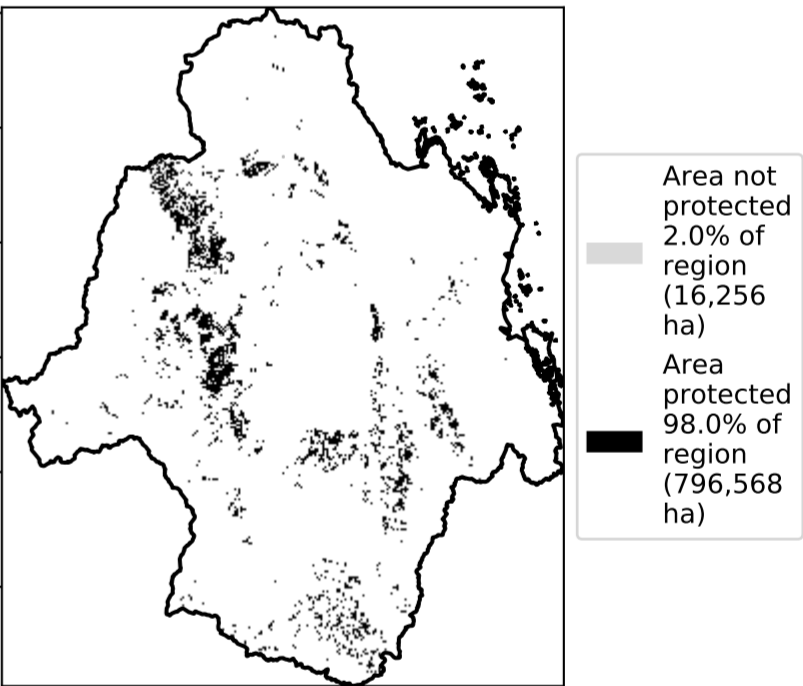 Area not
protected
2.0% of
region
(16,256
ha)
Area
protected
98.0% of
region
(796,568
ha)